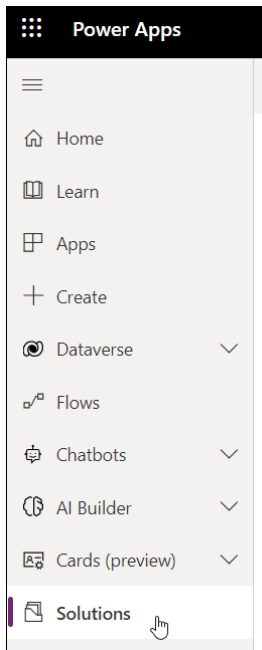 Power Apps
Home
Learn
Apps
Create
Dataverse
Flows
Chatbots
AI Builder
Cards (preview)
Solutions